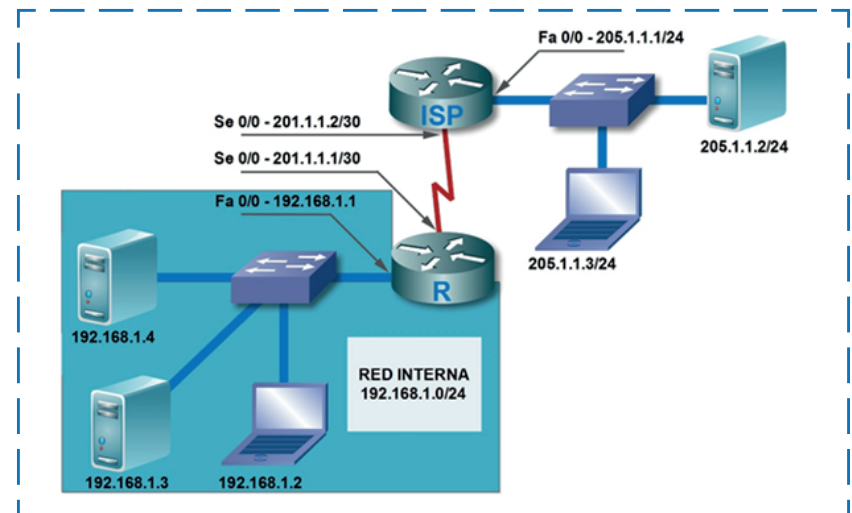 Fa 0/0 - 205.1.1.1/24
ISP
Se 0/0 - 201.1.1.2/30
205.1.1.2/24
Se 0/0 - 201.1.1.1/30
Fa 0/0 - 192.168.1.1
205.1.1.3/24
R
192.168.1.4
RED INTERNA
192.168.1.0/24
192.168.1.3
192.168.1.2